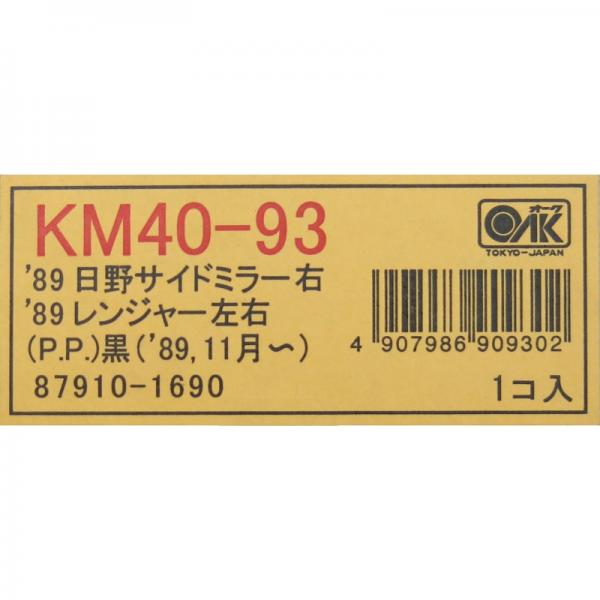 KM40-93
オーク
OAK
TOKYO-JAPAN
'89 日野サイドミラー右
'89 レンジャー左右
(P.P.)黒('89,11月〜)
87910-1690
4 907986 909302
1コ入